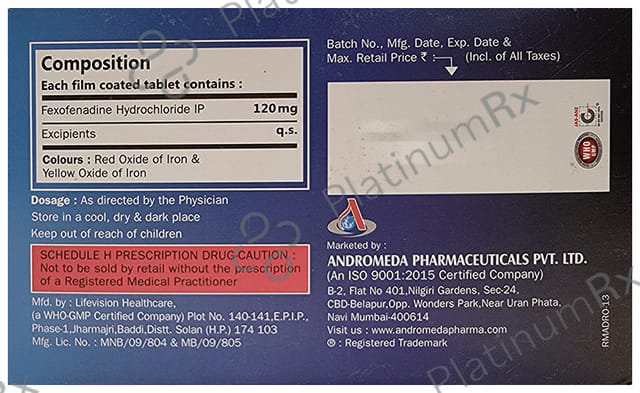 Composition
Each film coated tablet contains :
Fexofenadine Hydrochloride IP 120 mg
Excipients q.s.
Colours : Red Oxide of Iron &
Yellow Oxide of Iron
Dosage : As directed by the Physician
Store in a cool, dry & dark place
Keep out of reach of children
SCHEDULE H PRESCRIPTION DRUG-CAUTION :
Not to be sold by retail without the prescription
of a Registered Medical Practitioner
Mfd. by : Lifevision Healthcare,
(a WHO-GMP Certified Company) Plot No. 140-141,E.P.I.P.,
Phase-1,Jharmajri,Baddi,Distt. Solan (H.P.) 174 103
Mfg. Lic. No. : MNB/09/804 & MB/09/805
Batch No., Mfg. Date, Exp. Date &
Max. Retail Price ₹ : (Incl. of All Taxes)
JAS-ANZ
WHO
GMP
Marketed by :
ANDROMEDA PHARMACEUTICALS PVT. LTD.
(An ISO 9001:2015 Certified Company)
B-2, Flat No 401,Nilgiri Gardens, Sec-24,
CBD-Belapur,Opp. Wonders Park,Near Uran Phata,
Navi Mumbai-400614
Visit us : www.andromedapharma.com
® : Registered Trademark
RMADRO-13
PlatinumRx
PlatinumRx
PlatinumRx
Rx